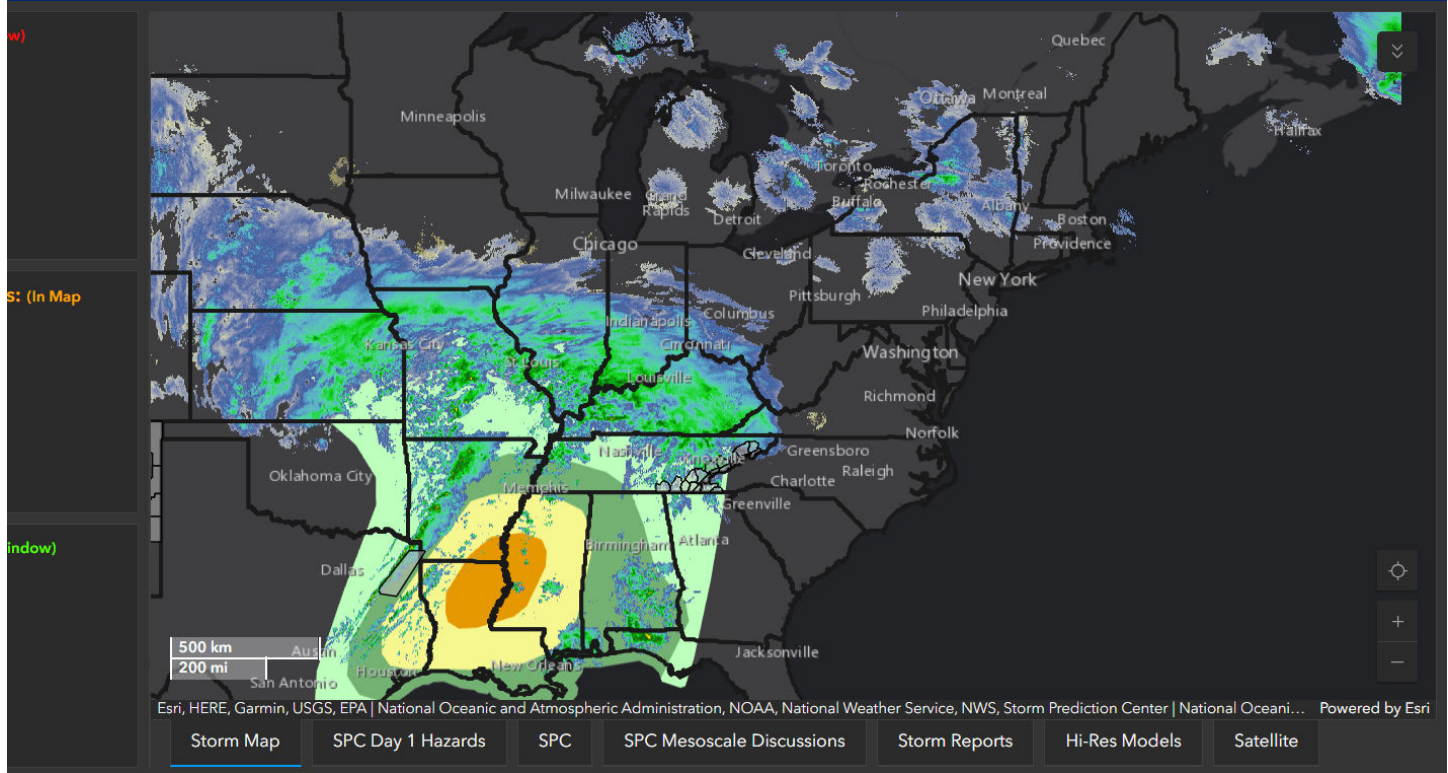 w)
s: (In Map
indow)
Quebec
Ottawa
Montreal
Minneapolis
Halifax
Toronto
Milwaukee
Grand
Rapids
Rochester
Buffalo
Albany
Detroit
Boston
Chicago
Cleveland
Providence
New York
Pittsburgh
Indianapolis
Columbus
Philadelphia
Kansas City
St Louis
Cincinnati
Washington
Louisville
Richmond
Norfolk
Nashville
Knoxville
Greensboro
Oklahoma City
Raleigh
Memphis
Charlotte
Greenville
Birmingham
Atlanta
Dallas
500 km
Austin
200 mi
Jacksonville
Houston
New Orleans
San Antonio
Esri, HERE, Garmin, USGS, EPA | National Oceanic and Atmospheric Administration, NOAA, National Weather Service, NWS, Storm Prediction Center | National Oceani... Powered by Esri
Storm Map SPC Day 1 Hazards SPC SPC Mesoscale Discussions Storm Reports Hi-Res Models Satellite